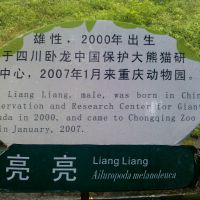 雄性，2000年出生
于四川卧龙中国保护大熊猫研
中心，2007年1月来重庆动物园。
Liang Liang, male, was born in Chin
servation and Research Center for Giant
nda in 2000, and came to Chongqing Zoo
in January, 2007.
亮亮 Liang Liang
Ailuropoda melanoleuca